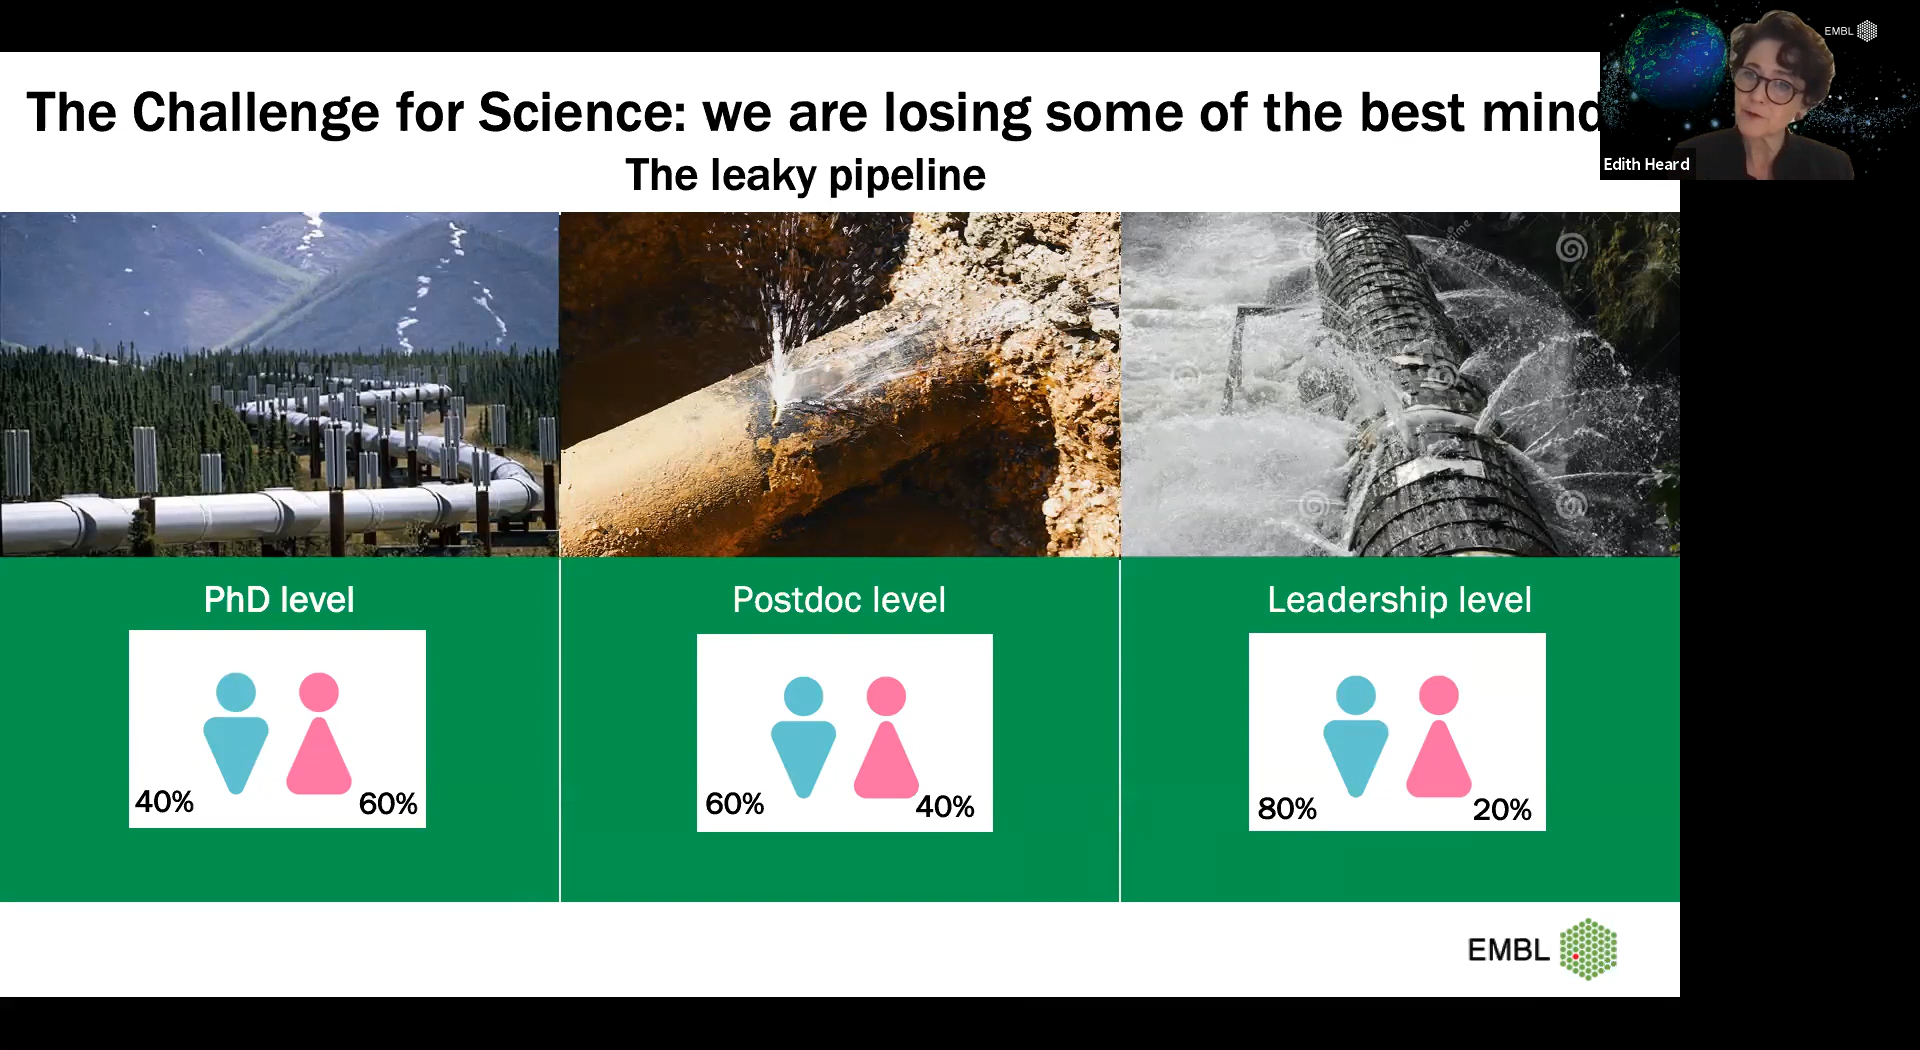 The Challenge for Science: we are losing some of the best mind
The leaky pipeline
EMBL
Edith Heard
PhD level
Postdoc level
Leadership level
40%
60%
60%
40%
80%
20%
EMBL